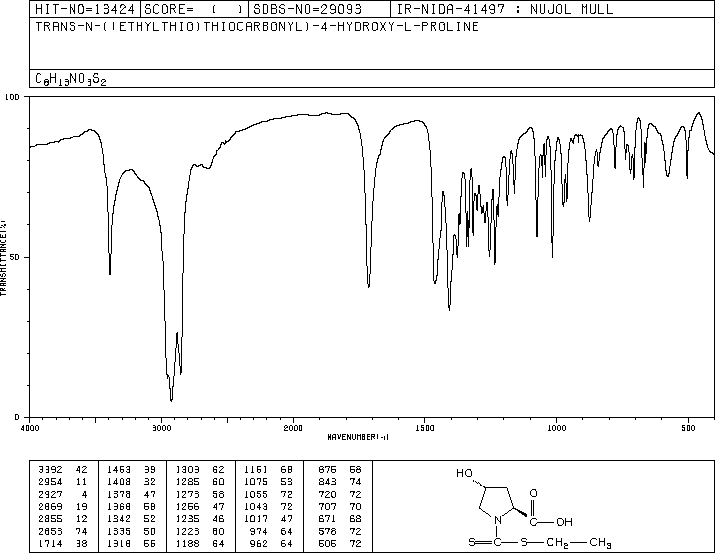 HIT-NO=13424 SCORE= ( ) SDBS-NO=29093 IR-NIDA-41497 : NUJOL MULL
TRANS-N-((ETHYLTHIO)THIOCARBONYL)-4-HYDROXY-L-PROLINE
C8H13NO3S2
100
TRANSMITTANCE(%)
50
0
4000 3000 2000 1500 1000 500
WAVENUMBER(-1)
3392 42 1463 39 1303 62 1161 68 875 58
2954 11 1408 32 1285 60 1075 53 843 74
2927 4 1378 47 1273 58 1055 72 720 72
2869 19 1368 58 1256 47 1043 72 707 70
2855 12 1342 52 1235 46 1017 47 671 68
2653 74 1335 50 1223 60 974 64 578 72
1714 38 1318 55 1188 64 962 64 505 72
HO
O
N C—OH
S=C—S—CH2—CH3